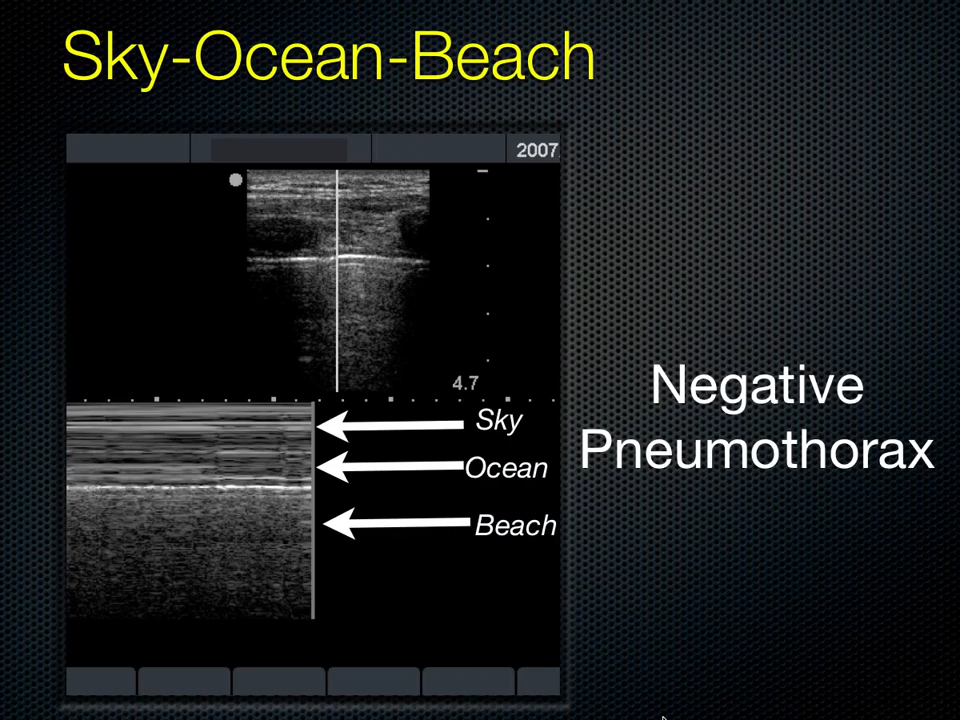 Sky-Ocean-Beach
2007
4.7
Sky
Ocean
Beach
Negative
Pneumothorax